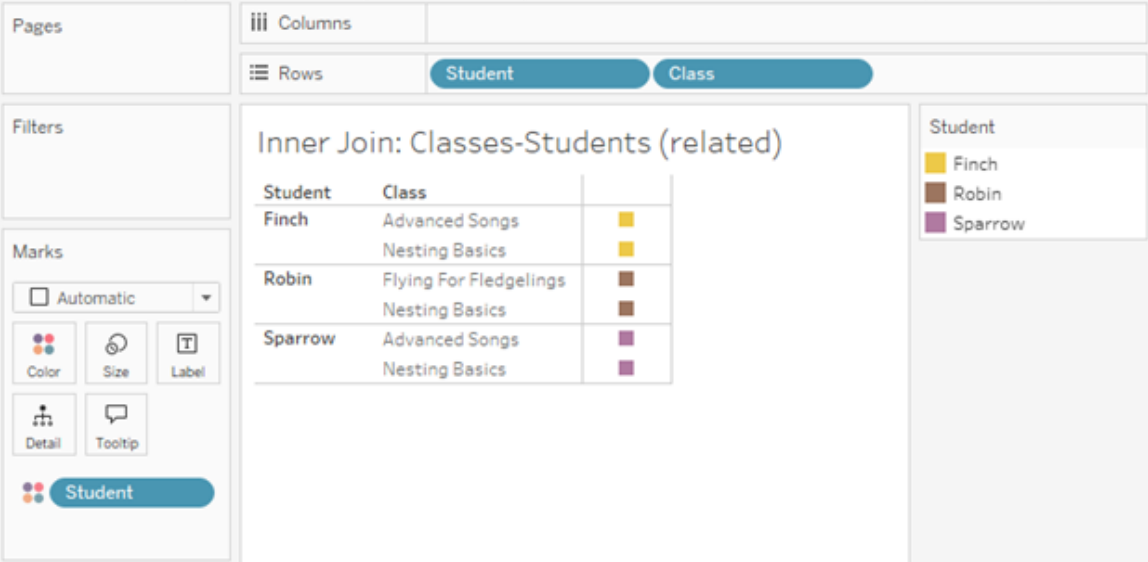 Pages
Columns
Rows
Student
Class
Filters
Marks
Automatic
Color
Size
Label
Detail
Tooltip
Student
Inner Join: Classes-Students (related)
Student Class
Finch Advanced Songs
Nesting Basics
Robin Flying For Fledgelings
Nesting Basics
Sparrow Advanced Songs
Nesting Basics
Student
Finch
Robin
Sparrow